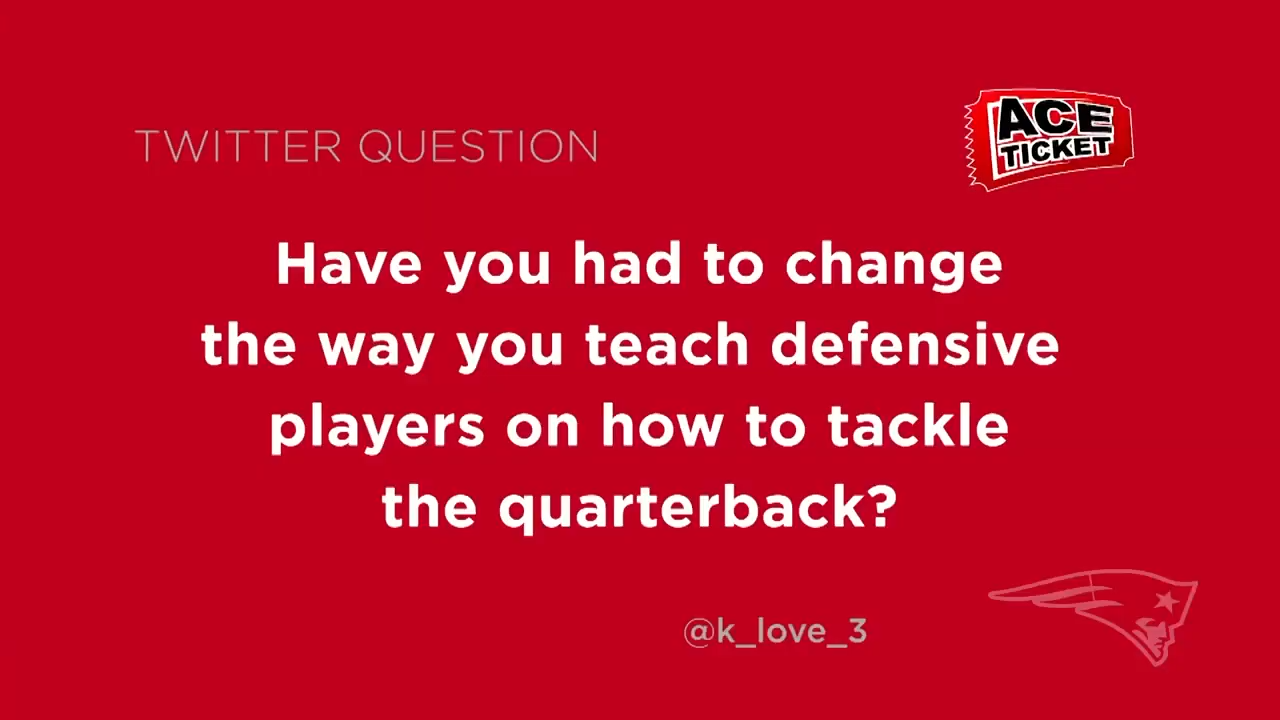 TWITTER QUESTION
ACE
TICKET
Have you had to change
the way you teach defensive
players on how to tackle
the quarterback?
@k_love_3